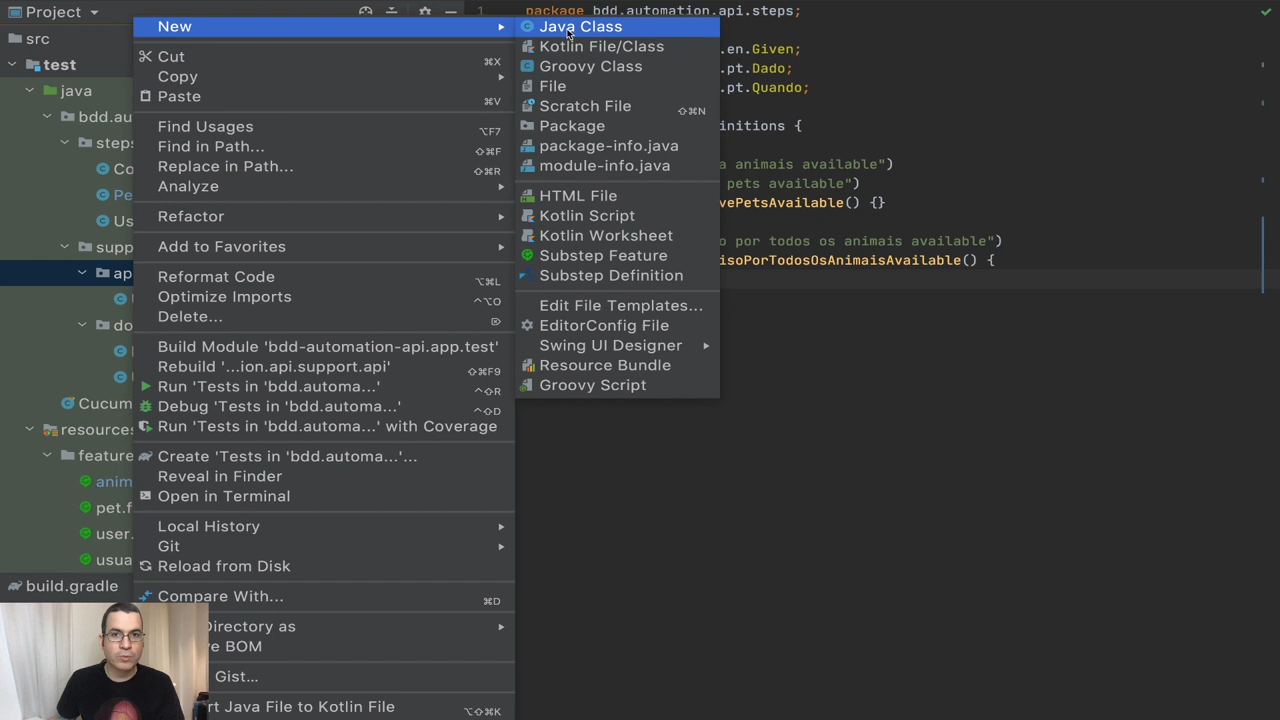 Project
src
test
java
bdd.au
steps
Co
Pe
Us
supp
ap
do
Cucum
resources
feature
anim
pet.f
user.
usua
build.gradle
New
Cut ⌘X
Copy
Paste ⌘V
Find Usages ⌥F7
Find in Path... ⇧⌘F
Replace in Path... ⇧⌘R
Analyze
Refactor
Add to Favorites
Reformat Code ⌥⌘L
Optimize Imports ^⌥O
Delete... ⌦
Build Module 'bdd-automation-api.app.test'
Rebuild '...ion.api.support.api' ⇧⌘F9
Run 'Tests in 'bdd.automa...' ^⇧R
Debug 'Tests in 'bdd.automa...' ^⇧D
Run 'Tests in 'bdd.automa...' with Coverage
Create 'Tests in 'bdd.automa...'...
Reveal in Finder
Open in Terminal
Local History
Git
Reload from Disk
Compare With... ⌘D
Directory as
e BOM
Gist...
rt Java File to Kotlin File ⌥⇧⌘K
Java Class
Kotlin File/Class
Groovy Class
File
Scratch File ⇧⌘N
Package
package-info.java
module-info.java
HTML File
Kotlin Script
Kotlin Worksheet
Substep Feature
Substep Definition
Edit File Templates...
EditorConfig File
Swing UI Designer
Resource Bundle
Groovy Script
1 package bdd.automation.api.steps;
.en.Given;
.pt.Dado;
.pt.Quando;
initions {
a animais available")
pets available")
vePetsAvailable() {}
o por todos os animais available")
isoPorTodosOsAnimaisAvailable() {